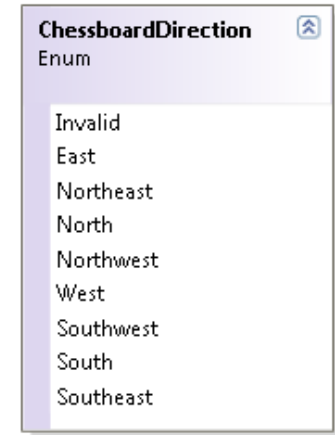 ChessboardDirection
Enum
Invalid
East
Northeast
North
Northwest
West
Southwest
South
Southeast